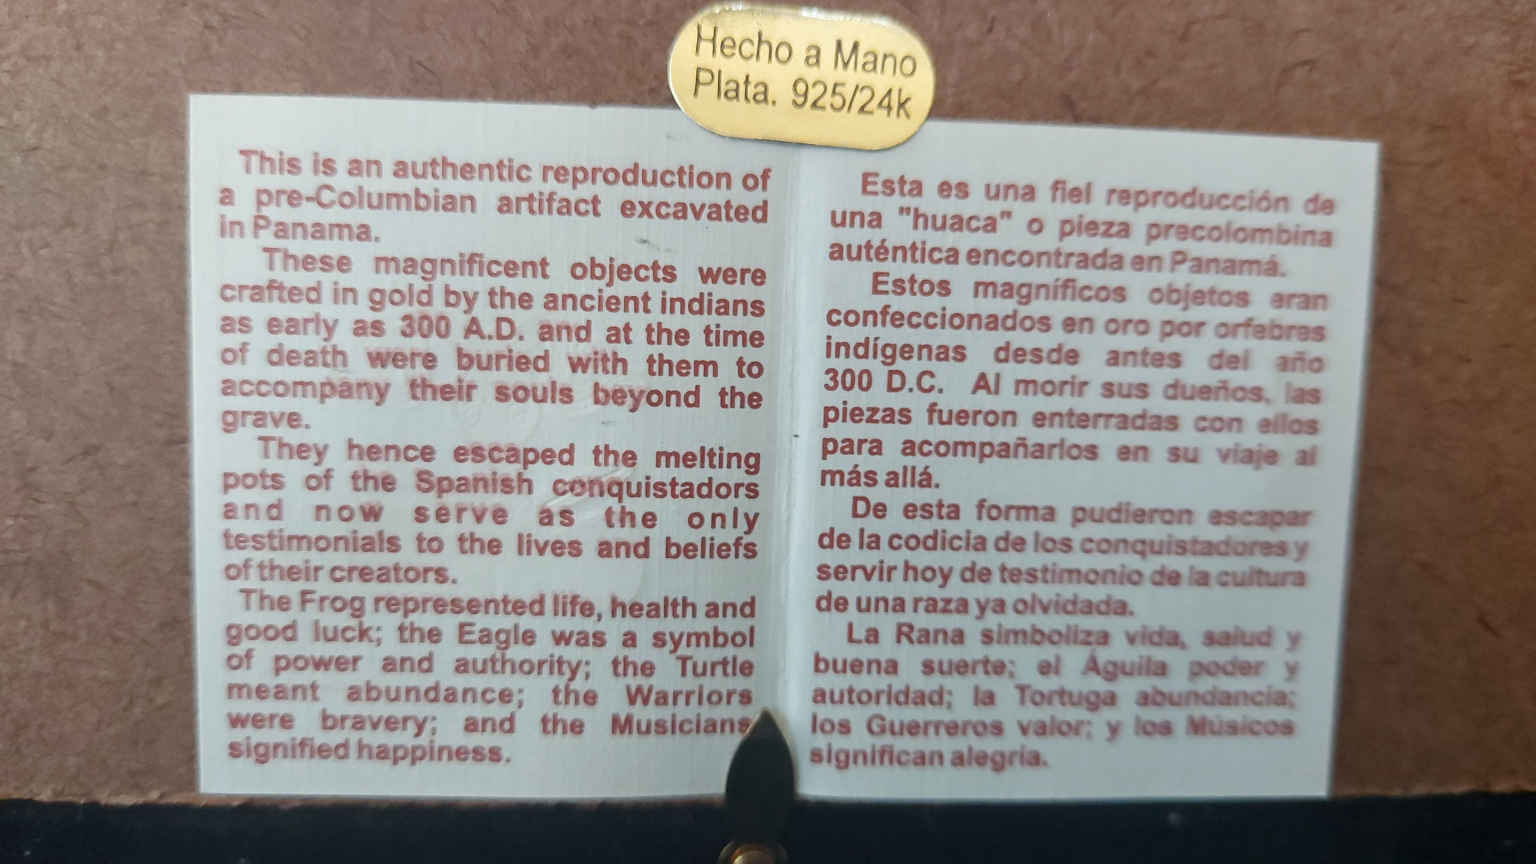 Hecho a Mano
Plata. 925/24k
This is an authentic reproduction of
a pre-Columbian artifact excavated
in Panama.
These magnificent objects were
crafted in gold by the ancient indians
as early as 300 A.D. and at the time
of death were buried with them to
accompany their souls beyond the
grave.
They hence escaped the melting
pots of the Spanish conquistadors
and now serve as the only
testimonials to the lives and beliefs
of their creators.
The Frog represented life, health and
good luck; the Eagle was a symbol
of power and authority; the Turtle
meant abundance; the Warriors
were bravery; and the Musicians
signified happiness.
Esta es una fiel reproducción de
una "huaca" o pieza precolombina
auténtica encontrada en Panamá.
Estos magníficos objetos eran
confeccionados en oro por orfebres
indígenas desde antes del año
300 D.C. Al morir sus dueños, las
piezas fueron enterradas con ellos
para acompañarlos en su viaje al
más allá.
De esta forma pudieron escapar
de la codicia de los conquistadores y
servir hoy de testimonio de la cultura
de una raza ya olvidada.
La Rana simboliza vida, salud y
buena suerte; el Águila poder y
autoridad; la Tortuga abundancia;
los Guerreros valor; y los Músicos
significan alegría.